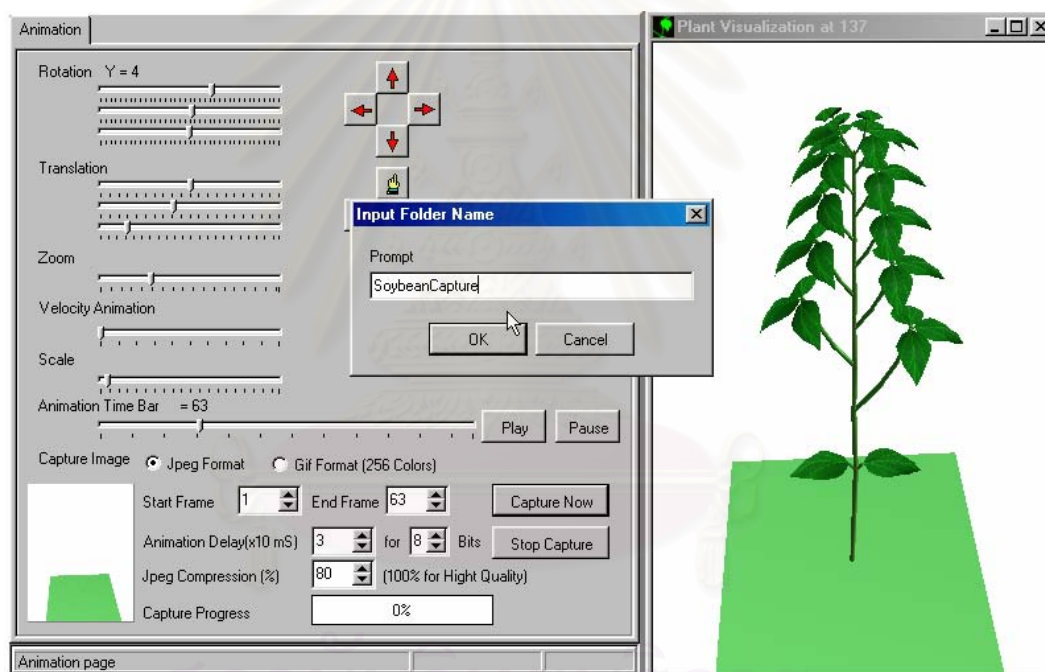 Animation
Plant Visualization at 137
Rotation Y = 4
Translation
Input Folder Name
Prompt
SoybeanCapture
OK Cancel
Zoom
Velocity Animation
Scale
Animation Time Bar = 63
Play Pause
Capture Image Jpeg Format Gif Format (256 Colors)
Start Frame 1 End Frame 63 Capture Now
Animation Delay(x10 mS) 3 for 8 Bits Stop Capture
Jpeg Compression (%) 80 (100% for Hight Quality)
Capture Progress 0%
Animation page